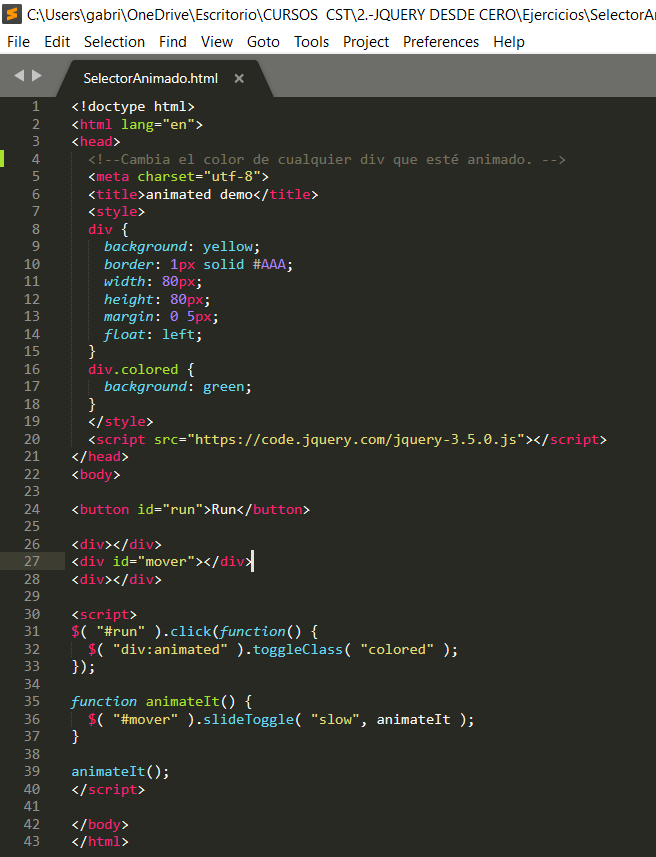 C:\Users\gabri\OneDrive\Escritorio\CURSOS CST\2.-JQUERY DESDE CERO\Ejercicios\SelectorAn
File Edit Selection Find View Goto Tools Project Preferences Help
SelectorAnimado.html ×
1 <!doctype html>
2 <html lang="en">
3 <head>
4   <!--Cambia el color de cualquier div que esté animado. -->
5   <meta charset="utf-8">
6   <title>animated demo</title>
7   <style>
8   div {
9     background: yellow;
10     border: 1px solid #AAA;
11     width: 80px;
12     height: 80px;
13     margin: 0 5px;
14     float: left;
15   }
16   div.colored {
17     background: green;
18   }
19   </style>
20   <script src="https://code.jquery.com/jquery-3.5.0.js"></script>
21 </head>
22 <body>
23
24 <button id="run">Run</button>
25
26 <div></div>
27 <div id="mover"></div>
28 <div></div>
29
30 <script>
31 $( "#run" ).click(function() {
32   $( "div:animated" ).toggleClass( "colored" );
33 });
34
35 function animateIt() {
36   $( "#mover" ).slideToggle( "slow", animateIt );
37 }
38
39 animateIt();
40 </script>
41
42 </body>
43 </html>